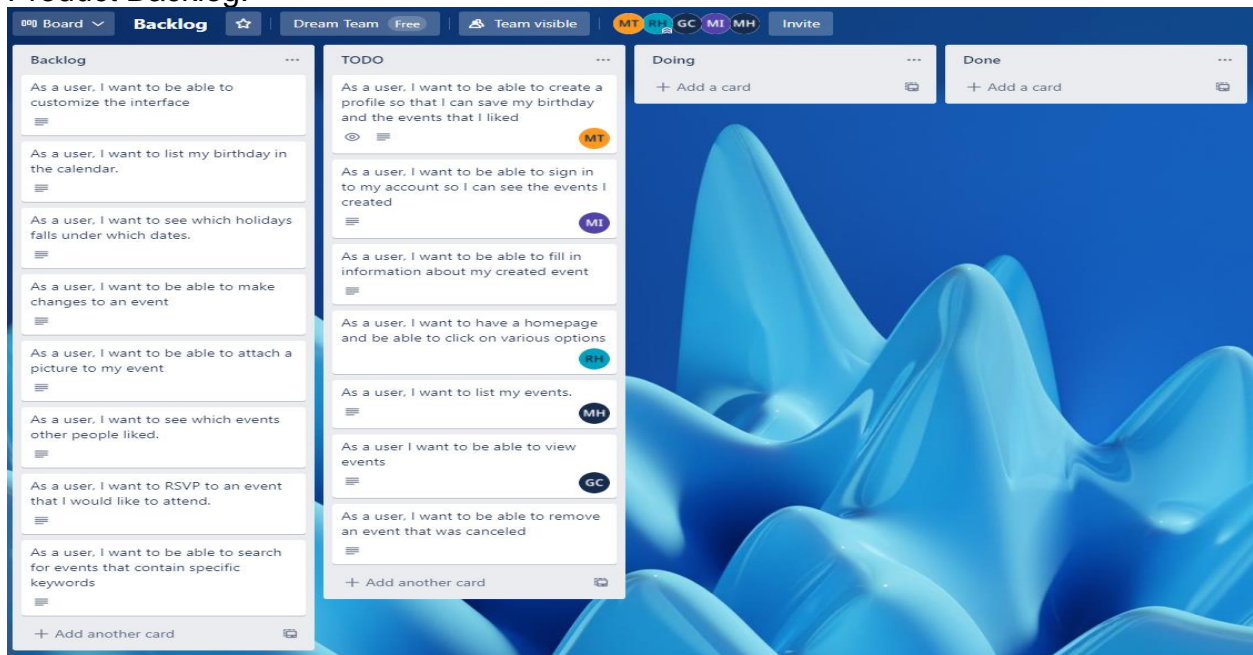 Product Backlog:
Board
Backlog
Dream Team Free
Team visible
MT RH GC MI MH
Invite
Backlog
As a user, I want to be able to
customize the interface
As a user, I want to list my birthday in
the calendar.
As a user, I want to see which holidays
falls under which dates.
As a user, I want to be able to make
changes to an event
As a user, I want to be able to attach a
picture to my event
As a user, I want to see which events
other people liked.
As a user, I want to RSVP to an event
that I would like to attend.
As a user, I want to be able to search
for events that contain specific
keywords
+ Add another card
TODO
As a user, I want to be able to create a
profile so that I can save my birthday
and the events that I liked
MT
As a user, I want to be able to sign in
to my account so I can see the events I
created
MI
As a user, I want to be able to fill in
information about my created event
As a user, I want to have a homepage
and be able to click on various options
RH
As a user, I want to list my events.
MH
As a user I want to be able to view
events
GC
As a user, I want to be able to remove
an event that was canceled
+ Add another card
Doing
+ Add a card
Done
+ Add a card